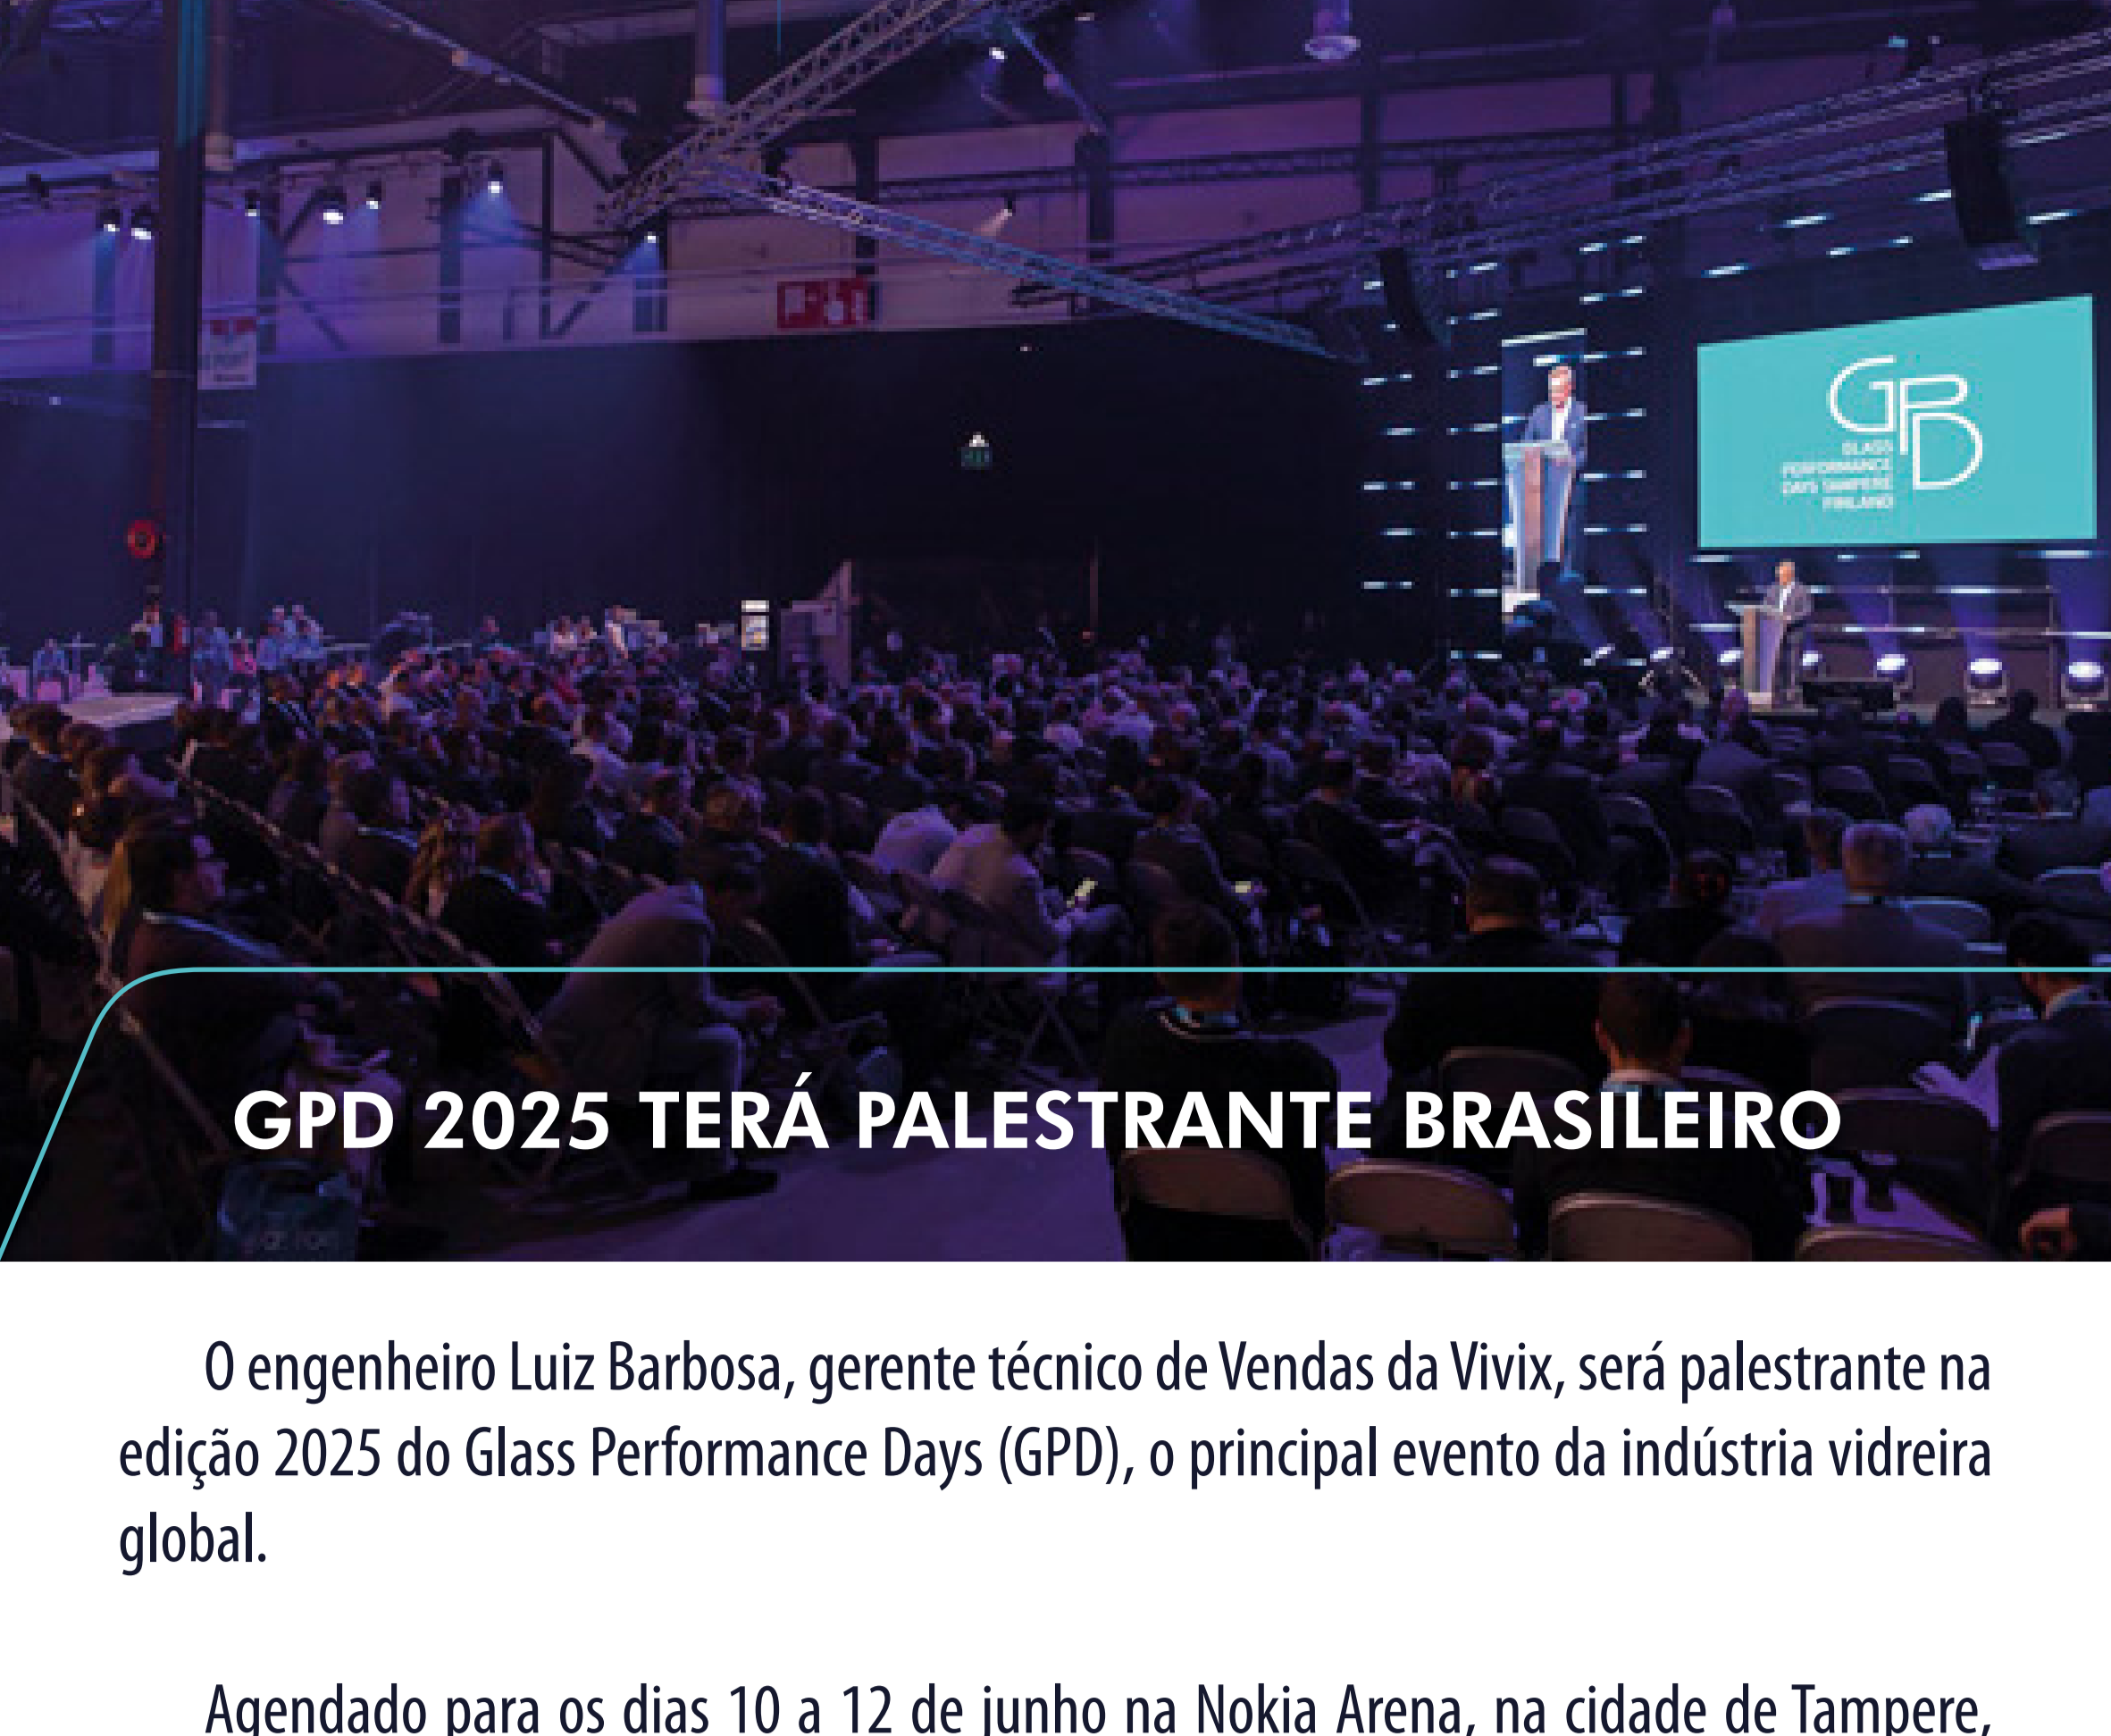 GPD
GLASS
PERFORMANCE
DAYS TAMPERE
FINLAND
GPD 2025 TERÁ PALESTRANTE BRASILEIRO
O engenheiro Luiz Barbosa, gerente técnico de Vendas da Vivix, será palestrante na
edição 2025 do Glass Performance Days (GPD), o principal evento da indústria vidreira
global.
Agendado para os dias 10 a 12 de junho na Nokia Arena, na cidade de Tampere,